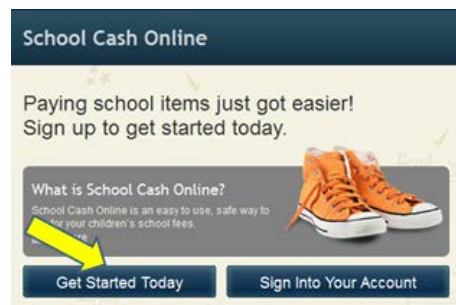 School Cash Online
Paying school items just got easier!
Sign up to get started today.
What is School Cash Online?
School Cash Online is an easy to use, safe way to
for your children's school fees.
Get Started Today
Sign Into Your Account